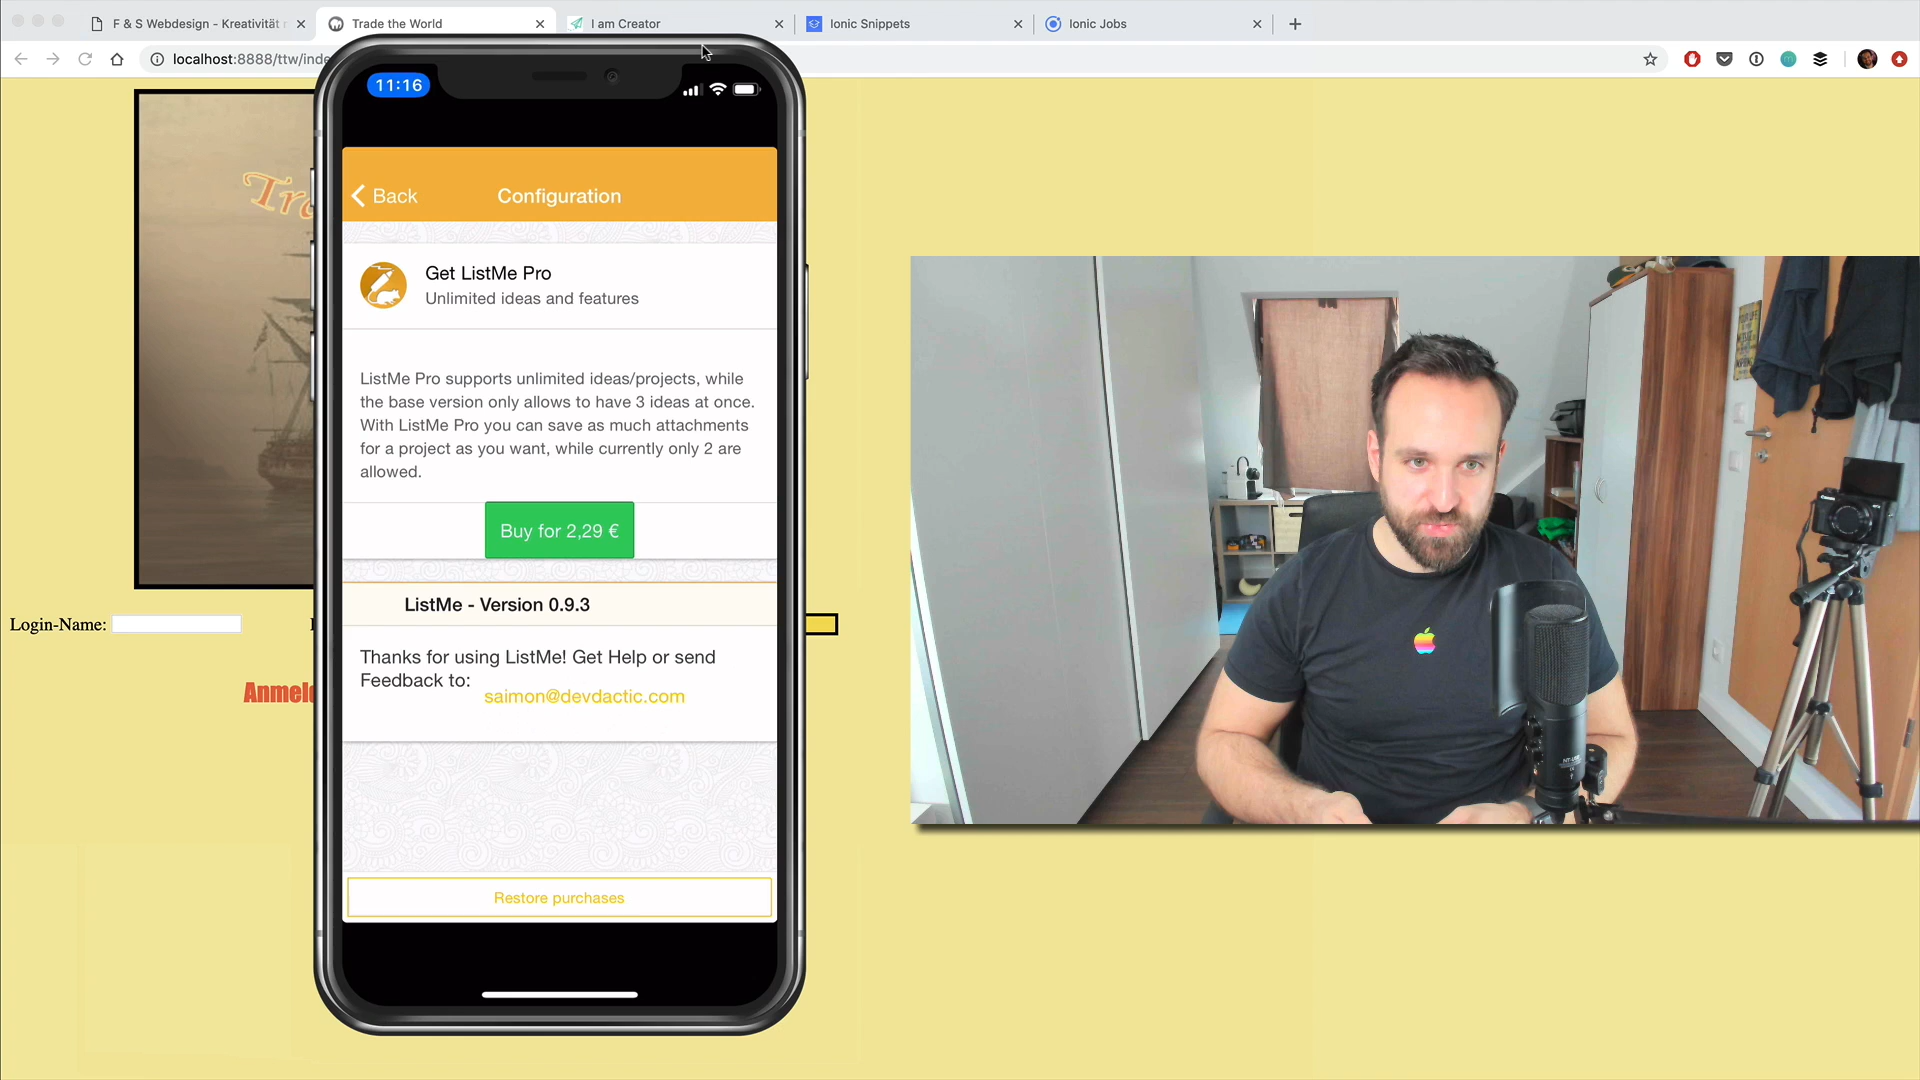 F & S Webdesign - Kreativität
Trade the World
I am Creator
Ionic Snippets
Ionic Jobs
localhost:8888/ttw/inde
11:16
Back
Configuration
Get ListMe Pro
Unlimited ideas and features
ListMe Pro supports unlimited ideas/projects, while
the base version only allows to have 3 ideas at once.
With ListMe Pro you can save as much attachments
for a project as you want, while currently only 2 are
allowed.
Buy for 2,29 €
ListMe - Version 0.9.3
Login-Name:
Thanks for using ListMe! Get Help or send
Feedback to:
saimon@devdactic.com
Anmel
Restore purchases